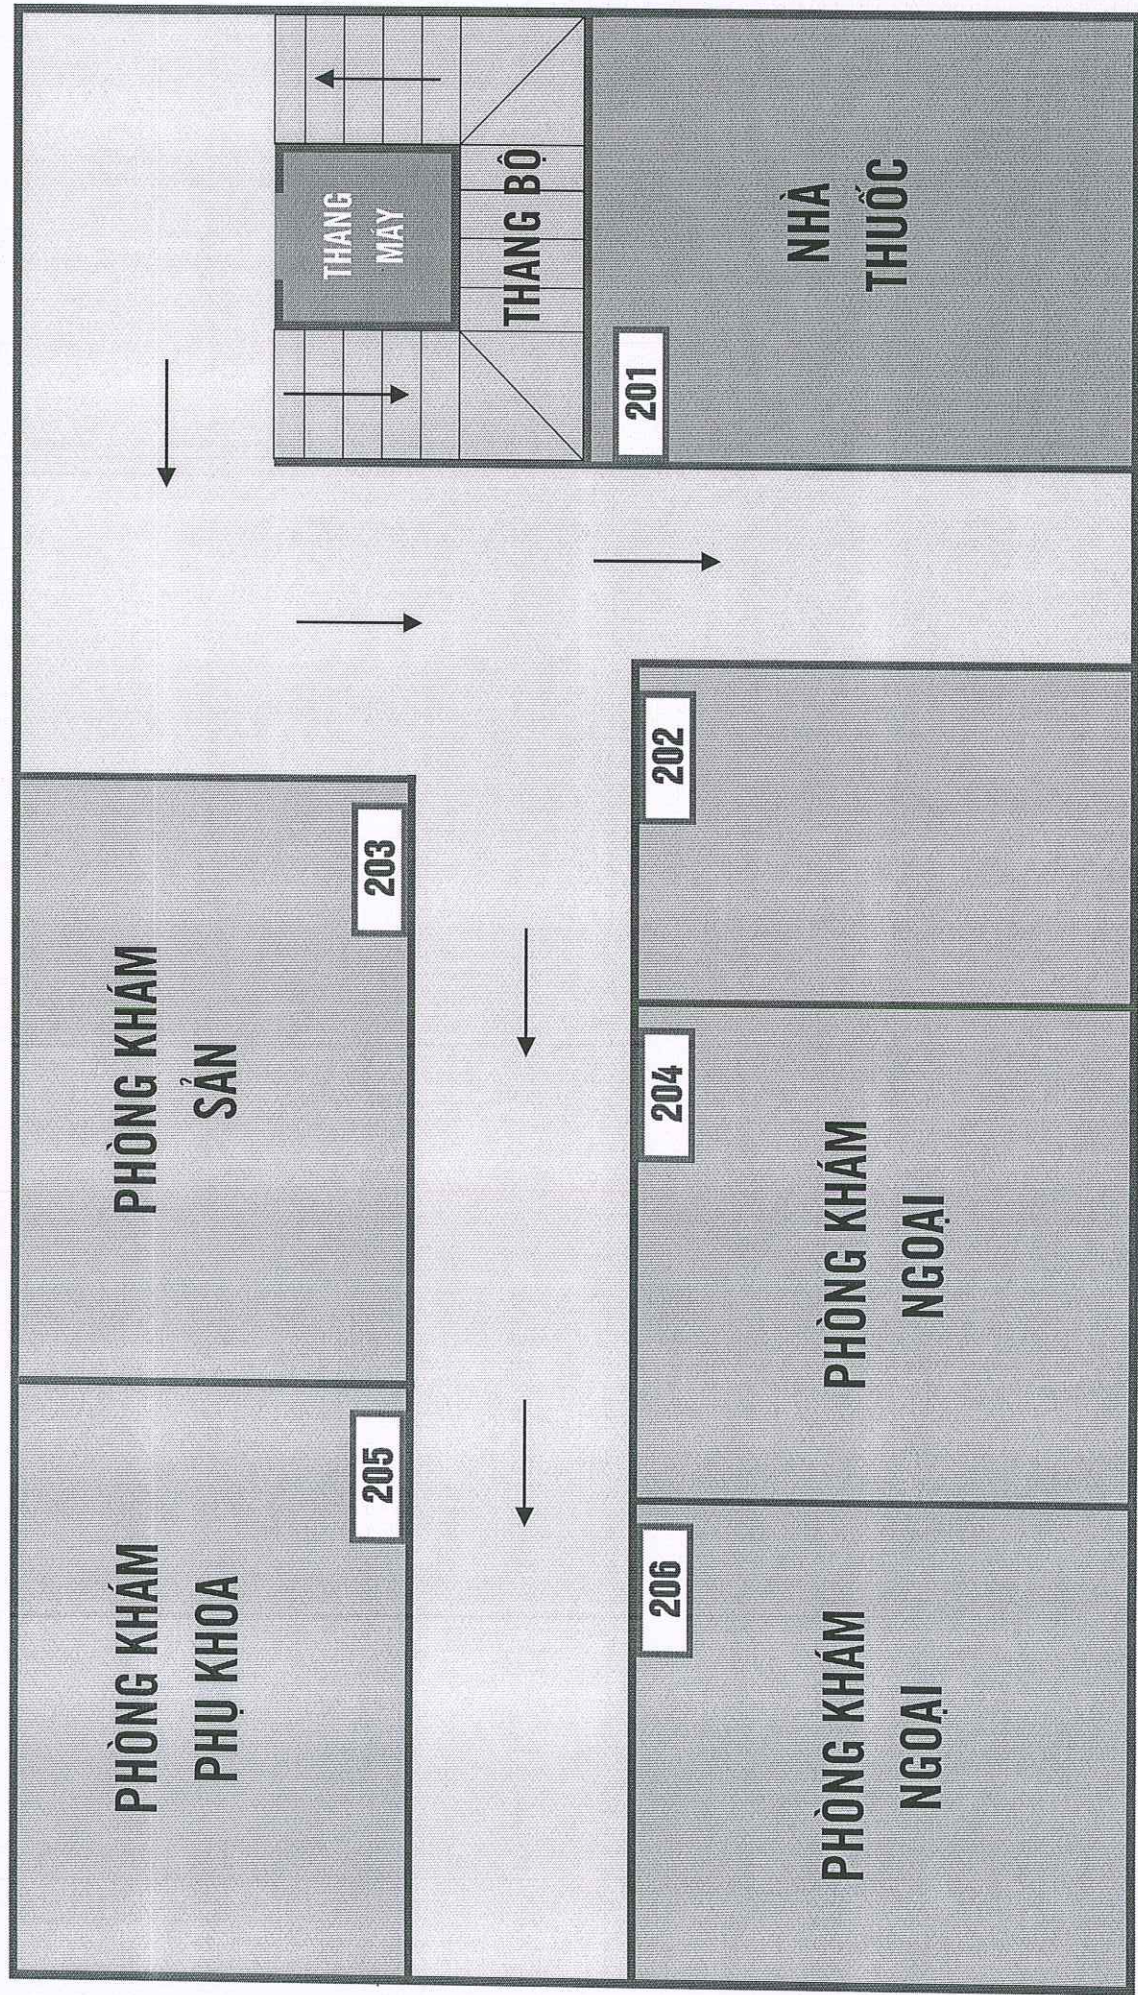 PHÒNG KHÁM
PHỤ KHOA
205
PHÒNG KHÁM
SẢN
203
THANG
MÁY
THANG BỘ
PHÒNG KHÁM
NGOẠI
206
PHÒNG KHÁM
NGOẠI
204
202
201
NHÀ
THUỐC